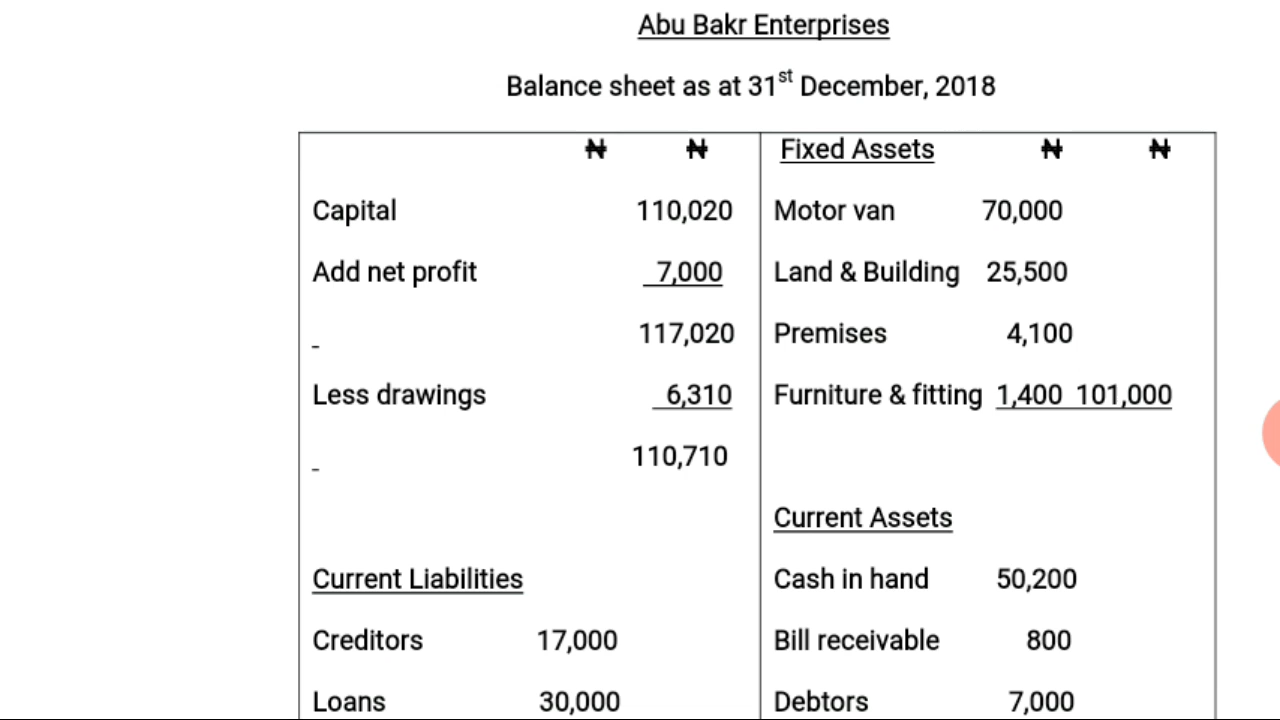 Abu Bakr Enterprises
Balance sheet as at 31st December, 2018
₦ ₦ Fixed Assets ₦ ₦
Capital 110,020 Motor van 70,000
Add net profit 7,000 Land & Building 25,500
117,020 Premises 4,100
Less drawings 6,310 Furniture & fitting 1,400 101,000
110,710
Current Assets
Current Liabilities Cash in hand 50,200
Creditors 17,000 Bill receivable 800
Loans 30,000 Debtors 7,000